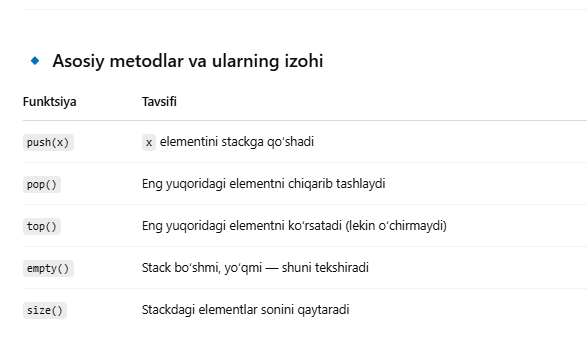 Asosiy metodlar va ularning izohi
Funktsiya Tavsifi
push(x) x elementini stackga qo‘shadi
pop() Eng yuqoridagi elementni chiqarib tashlaydi
top() Eng yuqoridagi elementni ko‘rsatadi (lekin o‘chirmaydi)
empty() Stack bo‘shmi, yo‘qmi — shuni tekshiradi
size() Stackdagi elementlar sonini qaytaradi